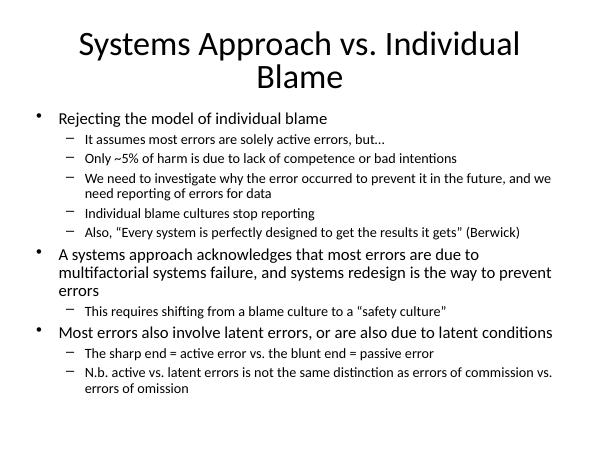 Systems Approach vs. Individual
Blame
• Rejecting the model of individual blame
– It assumes most errors are solely active errors, but…
– Only ~5% of harm is due to lack of competence or bad intentions
– We need to investigate why the error occurred to prevent it in the future, and we
need reporting of errors for data
– Individual blame cultures stop reporting
– Also, “Every system is perfectly designed to get the results it gets” (Berwick)
• A systems approach acknowledges that most errors are due to
multifactorial systems failure, and systems redesign is the way to prevent
errors
– This requires shifting from a blame culture to a “safety culture”
• Most errors also involve latent errors, or are also due to latent conditions
– The sharp end = active error vs. the blunt end = passive error
– N.b. active vs. latent errors is not the same distinction as errors of commission vs.
errors of omission